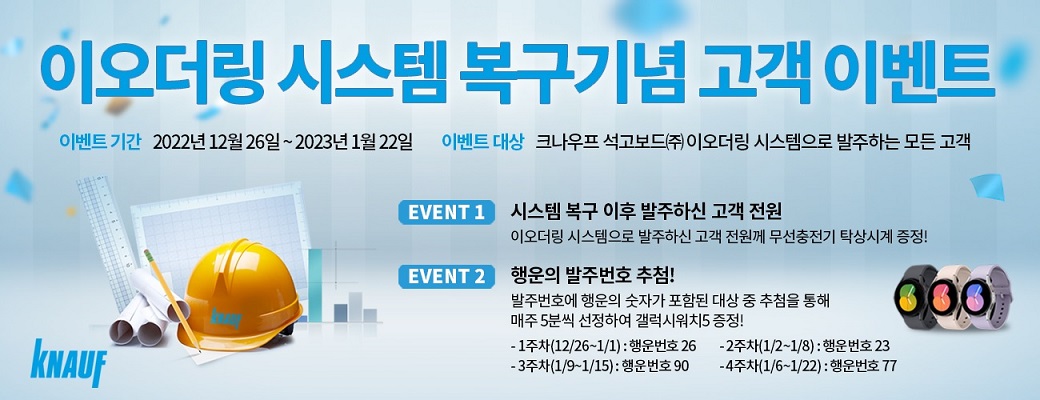 이오더링 시스템 복구기념 고객 이벤트
이벤트 기간 2022년 12월 26일 ~ 2023년 1월 22일 이벤트 대상 크나우프 석고보드㈜ 이오더링 시스템으로 발주하는 모든 고객
EVENT 1 시스템 복구 이후 발주하신 고객 전원
이오더링 시스템으로 발주하신 고객 전원께 무선충전기 탁상시계 증정!
EVENT 2 행운의 발주번호 추첨!
발주번호에 행운의 숫자가 포함된 대상 중 추첨을 통해
매주 5분씩 선정하여 갤럭시워치5 증정!
- 1주차(12/26~1/1) : 행운번호 26 - 2주차(1/2~1/8) : 행운번호 23
- 3주차(1/9~1/15) : 행운번호 90 - 4주차(1/6~1/22) : 행운번호 77
KNAUF
KNAUF